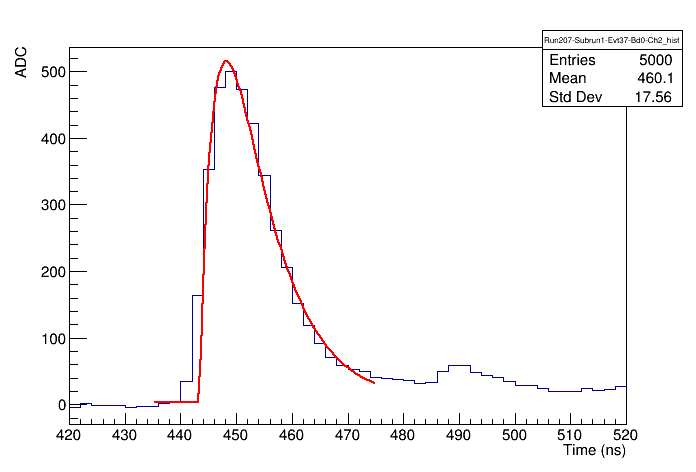 Run207-Subrun1-Evt37-Bd0-Ch2_hist
Entries 5000
Mean 460.1
Std Dev 17.56
ADC
500
400
300
200
100
0
420 430 440 450 460 470 480 490 500 510 520
Time (ns)